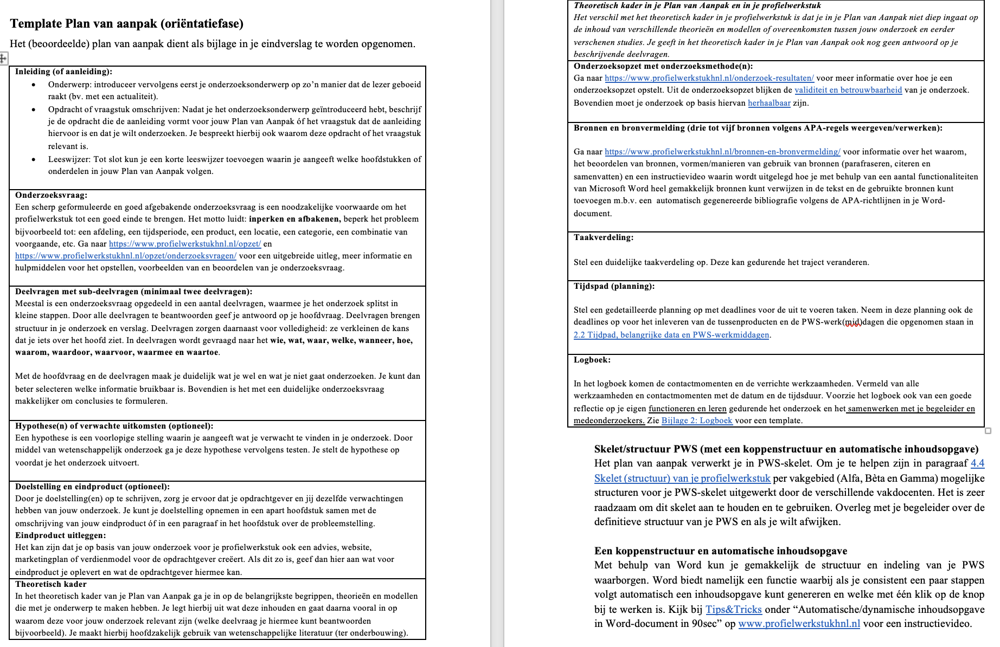 Template Plan van aanpak (oriëntatiefase)
Het (beoordeelde) plan van aanpak dient als bijlage in je eindverslag te worden opgenomen.
Inleiding (of aanleiding):
• Onderwerp: introduceer vervolgens eerst je onderzoeksonderwerp op zo’n manier dat de lezer geboeid
raakt (bv. met een actualiteit).
• Opdracht of vraagstuk omschrijven: Nadat je het onderzoeksonderwerp geïntroduceerd hebt, beschrijf
je de opdracht die de aanleiding vormt voor jouw Plan van Aanpak óf het vraagstuk dat de aanleiding
hiervoor is en dat je wilt onderzoeken. Je bespreekt hierbij ook waarom deze opdracht of het vraagstuk
relevant is.
• Leeswijzer: Tot slot kun je een korte leeswijzer toevoegen waarin je aangeeft welke hoofdstukken of
onderdelen in jouw Plan van Aanpak volgen.
Onderzoeksvraag:
Een scherp geformuleerde en goed afgebakende onderzoeksvraag is een noodzakelijke voorwaarde om het
profielwerkstuk tot een goed einde te brengen. Het motto luidt: inperken en afbakenen, beperk het probleem
bijvoorbeeld tot: een afdeling, een tijdsperiode, een product, een locatie, een categorie, een combinatie van
voorgaande, etc. Ga naar https://www.profielwerkstukhnl.nl/opzet/ en
https://www.profielwerkstukhnl.nl/opzet/onderzoeksvragen/ voor een uitgebreide uitleg, meer informatie en
hulpmiddelen voor het opstellen, voorbeelden van en beoordelen van je onderzoeksvraag.
Deelvragen met sub-deelvragen (minimaal twee deelvragen):
Meestal is een onderzoeksvraag opgedeeld in een aantal deelvragen, waarmee je het onderzoek splitst in
kleine stappen. Door alle deelvragen te beantwoorden geef je antwoord op je hoofdvraag. Deelvragen brengen
structuur in je onderzoek en verslag. Deelvragen zorgen daarnaast voor volledigheid: ze verkleinen de kans
dat je iets over het hoofd ziet. In deelvragen wordt gevraagd naar het wie, wat, waar, welke, wanneer, hoe,
waarom, waardoor, waarvoor, waarmee en waartoe.
Met de hoofdvraag en de deelvragen maak je duidelijk wat je wel en wat je niet gaat onderzoeken. Je kunt dan
beter selecteren welke informatie bruikbaar is. Bovendien is het met een duidelijke onderzoeksvraag
makkelijker om conclusies te formuleren.
Hypothese(n) of verwachte uitkomsten (optioneel):
Een hypothese is een voorlopige stelling waarin je aangeeft wat je verwacht te vinden in je onderzoek. Door
middel van wetenschappelijk onderzoek ga je deze hypothese vervolgens testen. Je stelt de hypothese op
voordat je het onderzoek uitvoert.
Doelstelling en eindproduct (optioneel):
Door je doelstelling(en) op te schrijven, zorg je ervoor dat je opdrachtgever en jij dezelfde verwachtingen
hebben van jouw onderzoek. Je kunt je doelstelling opnemen in een apart hoofdstuk samen met de
omschrijving van jouw eindproduct óf in een paragraaf in het hoofdstuk over de probleemstelling.
Eindproduct uitleggen:
Het kan zijn dat je op basis van jouw onderzoek voor je profielwerkstuk ook een advies, website,
marketingplan of verdienmodel voor de opdrachtgever creëert. Als dit zo is, geef dan hier aan wat voor
eindproduct je oplevert en wat de opdrachtgever hiermee kan.
Theoretisch kader
In het theoretisch kader van je Plan van Aanpak ga je in op de belangrijkste begrippen, theorieën en modellen
die met je onderwerp te maken hebben. Je legt hierbij uit wat deze inhouden en gaat daarna vooral in op
waarom deze voor jouw onderzoek relevant zijn (welke deelvraag je hiermee kunt beantwoorden
bijvoorbeeld). Je maakt hierbij hoofdzakelijk gebruik van wetenschappelijke literatuur (ter onderbouwing).
Theoretisch kader in je Plan van Aanpak en in je profielwerkstuk
Het verschil met het theoretisch kader in je profielwerkstuk is dat je in je Plan van Aanpak niet diep ingaat op
de inhoud van verschillende theorieën en modellen of overeenkomsten tussen jouw onderzoek en eerder
verschenen studies. Je geeft in het theoretisch kader in je Plan van Aanpak ook nog geen antwoord op je
beschrijvende deelvragen.
Onderzoeksopzet met onderzoeksmethode(n):
Ga naar https://www.profielwerkstukhnl.nl/onderzoek-resultaten/ voor meer informatie over hoe je een
onderzoeksopzet opstelt. Uit de onderzoeksopzet blijken de validiteit en betrouwbaarheid van je onderzoek.
Bovendien moet je onderzoek op basis hiervan herhaalbaar zijn.
Bronnen en bronvermelding (drie tot vijf bronnen volgens APA-regels weergeven/verwerken):
Ga naar https://www.profielwerkstukhnl.nl/bronnen-en-bronvermelding/ voor informatie over het waarom,
het beoordelen van bronnen, vormen/manieren van gebruik van bronnen (parafraseren, citeren en
samenvatten) en een instructievideo waarin wordt uitgelegd hoe je met behulp van een aantal functionaliteiten
van Microsoft Word heel gemakkelijk bronnen kunt verwijzen in de tekst en de gebruikte bronnen kunt
toevoegen m.b.v. een automatisch gegenereerde bibliografie volgens de APA-richtlijnen in je Word-
document.
Taakverdeling:
Stel een duidelijke taakverdeling op. Deze kan gedurende het traject veranderen.
Tijdspad (planning):
Stel een gedetailleerde planning op met deadlines voor de uit te voeren taken. Neem in deze planning ook de
deadlines op voor het inleveren van de tussenproducten en de PWS-werk(mid)dagen die opgenomen staan in
2.2 Tijdpad, belangrijke data en PWS-werkmiddagen.
Logboek:
In het logboek komen de contactmomenten en de verrichte werkzaamheden. Vermeld van alle
werkzaamheden en contactmomenten met de datum en de tijdsduur. Voorzie het logboek ook van een goede
reflectie op je eigen functioneren en leren gedurende het onderzoek en het samenwerken met je begeleider en
medeonderzoekers. Zie Bijlage 2: Logboek voor een template.
Skelet/structuur PWS (met een koppenstructuur en automatische inhoudsopgave)
Het plan van aanpak verwerkt je in PWS-skelet. Om je te helpen zijn in paragraaf 4.4
Skelet (structuur) van je profielwerkstuk per vakgebied (Alfa, Bèta en Gamma) mogelijke
structuren voor je PWS-skelet uitgewerkt door de verschillende vakdocenten. Het is zeer
raadzaam om dit skelet aan te houden en te gebruiken. Overleg met je begeleider over de
definitieve structuur van je PWS en als je wilt afwijken.
Een koppenstructuur en automatische inhoudsopgave
Met behulp van Word kun je gemakkelijk de structuur en indeling van je PWS
waarborgen. Word biedt namelijk een functie waarbij als je consistent een paar stappen
volgt automatisch een inhoudsopgave kunt genereren en welke met één klik op de knop
bij te werken is. Kijk bij Tips&Tricks onder “Automatische/dynamische inhoudsopgave
in Word-document in 90sec” op www.profielwerkstukhnl.nl voor een instructievideo.